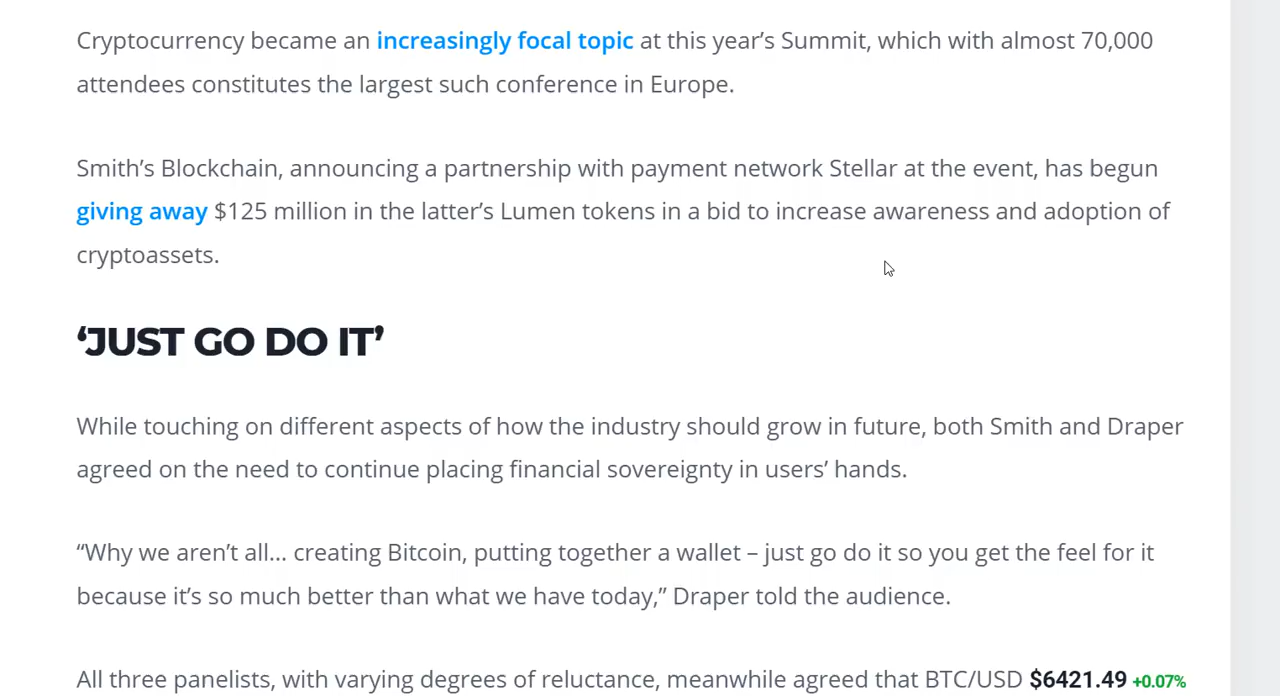 Cryptocurrency became an increasingly focal topic at this year’s Summit, which with almost 70,000
attendees constitutes the largest such conference in Europe.
Smith’s Blockchain, announcing a partnership with payment network Stellar at the event, has begun
giving away $125 million in the latter’s Lumen tokens in a bid to increase awareness and adoption of
cryptoassets.
‘JUST GO DO IT’
While touching on different aspects of how the industry should grow in future, both Smith and Draper
agreed on the need to continue placing financial sovereignty in users’ hands.
“Why we aren’t all... creating Bitcoin, putting together a wallet – just go do it so you get the feel for it
because it’s so much better than what we have today,” Draper told the audience.
All three panelists, with varying degrees of reluctance, meanwhile agreed that BTC/USD $6421.49 +0.07%